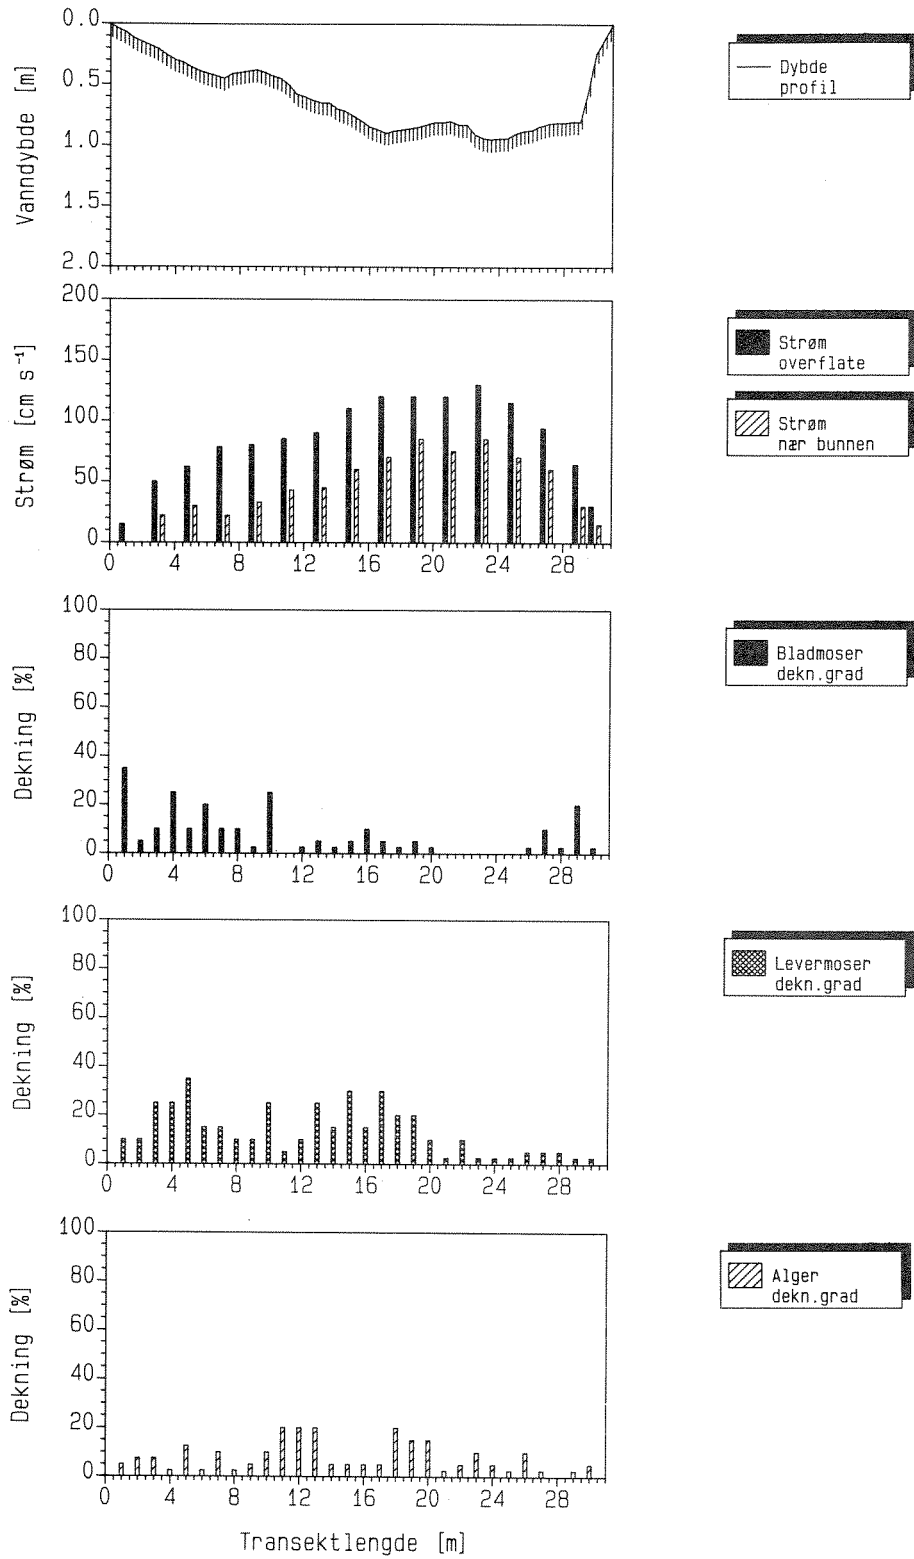 Vanndybde [m]
0.0
0.5
1.0
1.5
2.0
Dybde
profil
Strøm [cm s⁻¹]
200
150
100
50
0
0 4 8 12 16 20 24 28
Strøm
overflate
Strøm
nær bunnen
Dekning [%]
100
80
60
40
20
0
0 4 8 12 16 20 24 28
Bladmoser
dekn.grad
Dekning [%]
100
80
60
40
20
0
0 4 8 12 16 20 24 28
Levermoser
dekn.grad
Dekning [%]
100
80
60
40
20
0
0 4 8 12 16 20 24 28
Alger
dekn.grad
Transektlengde [m]